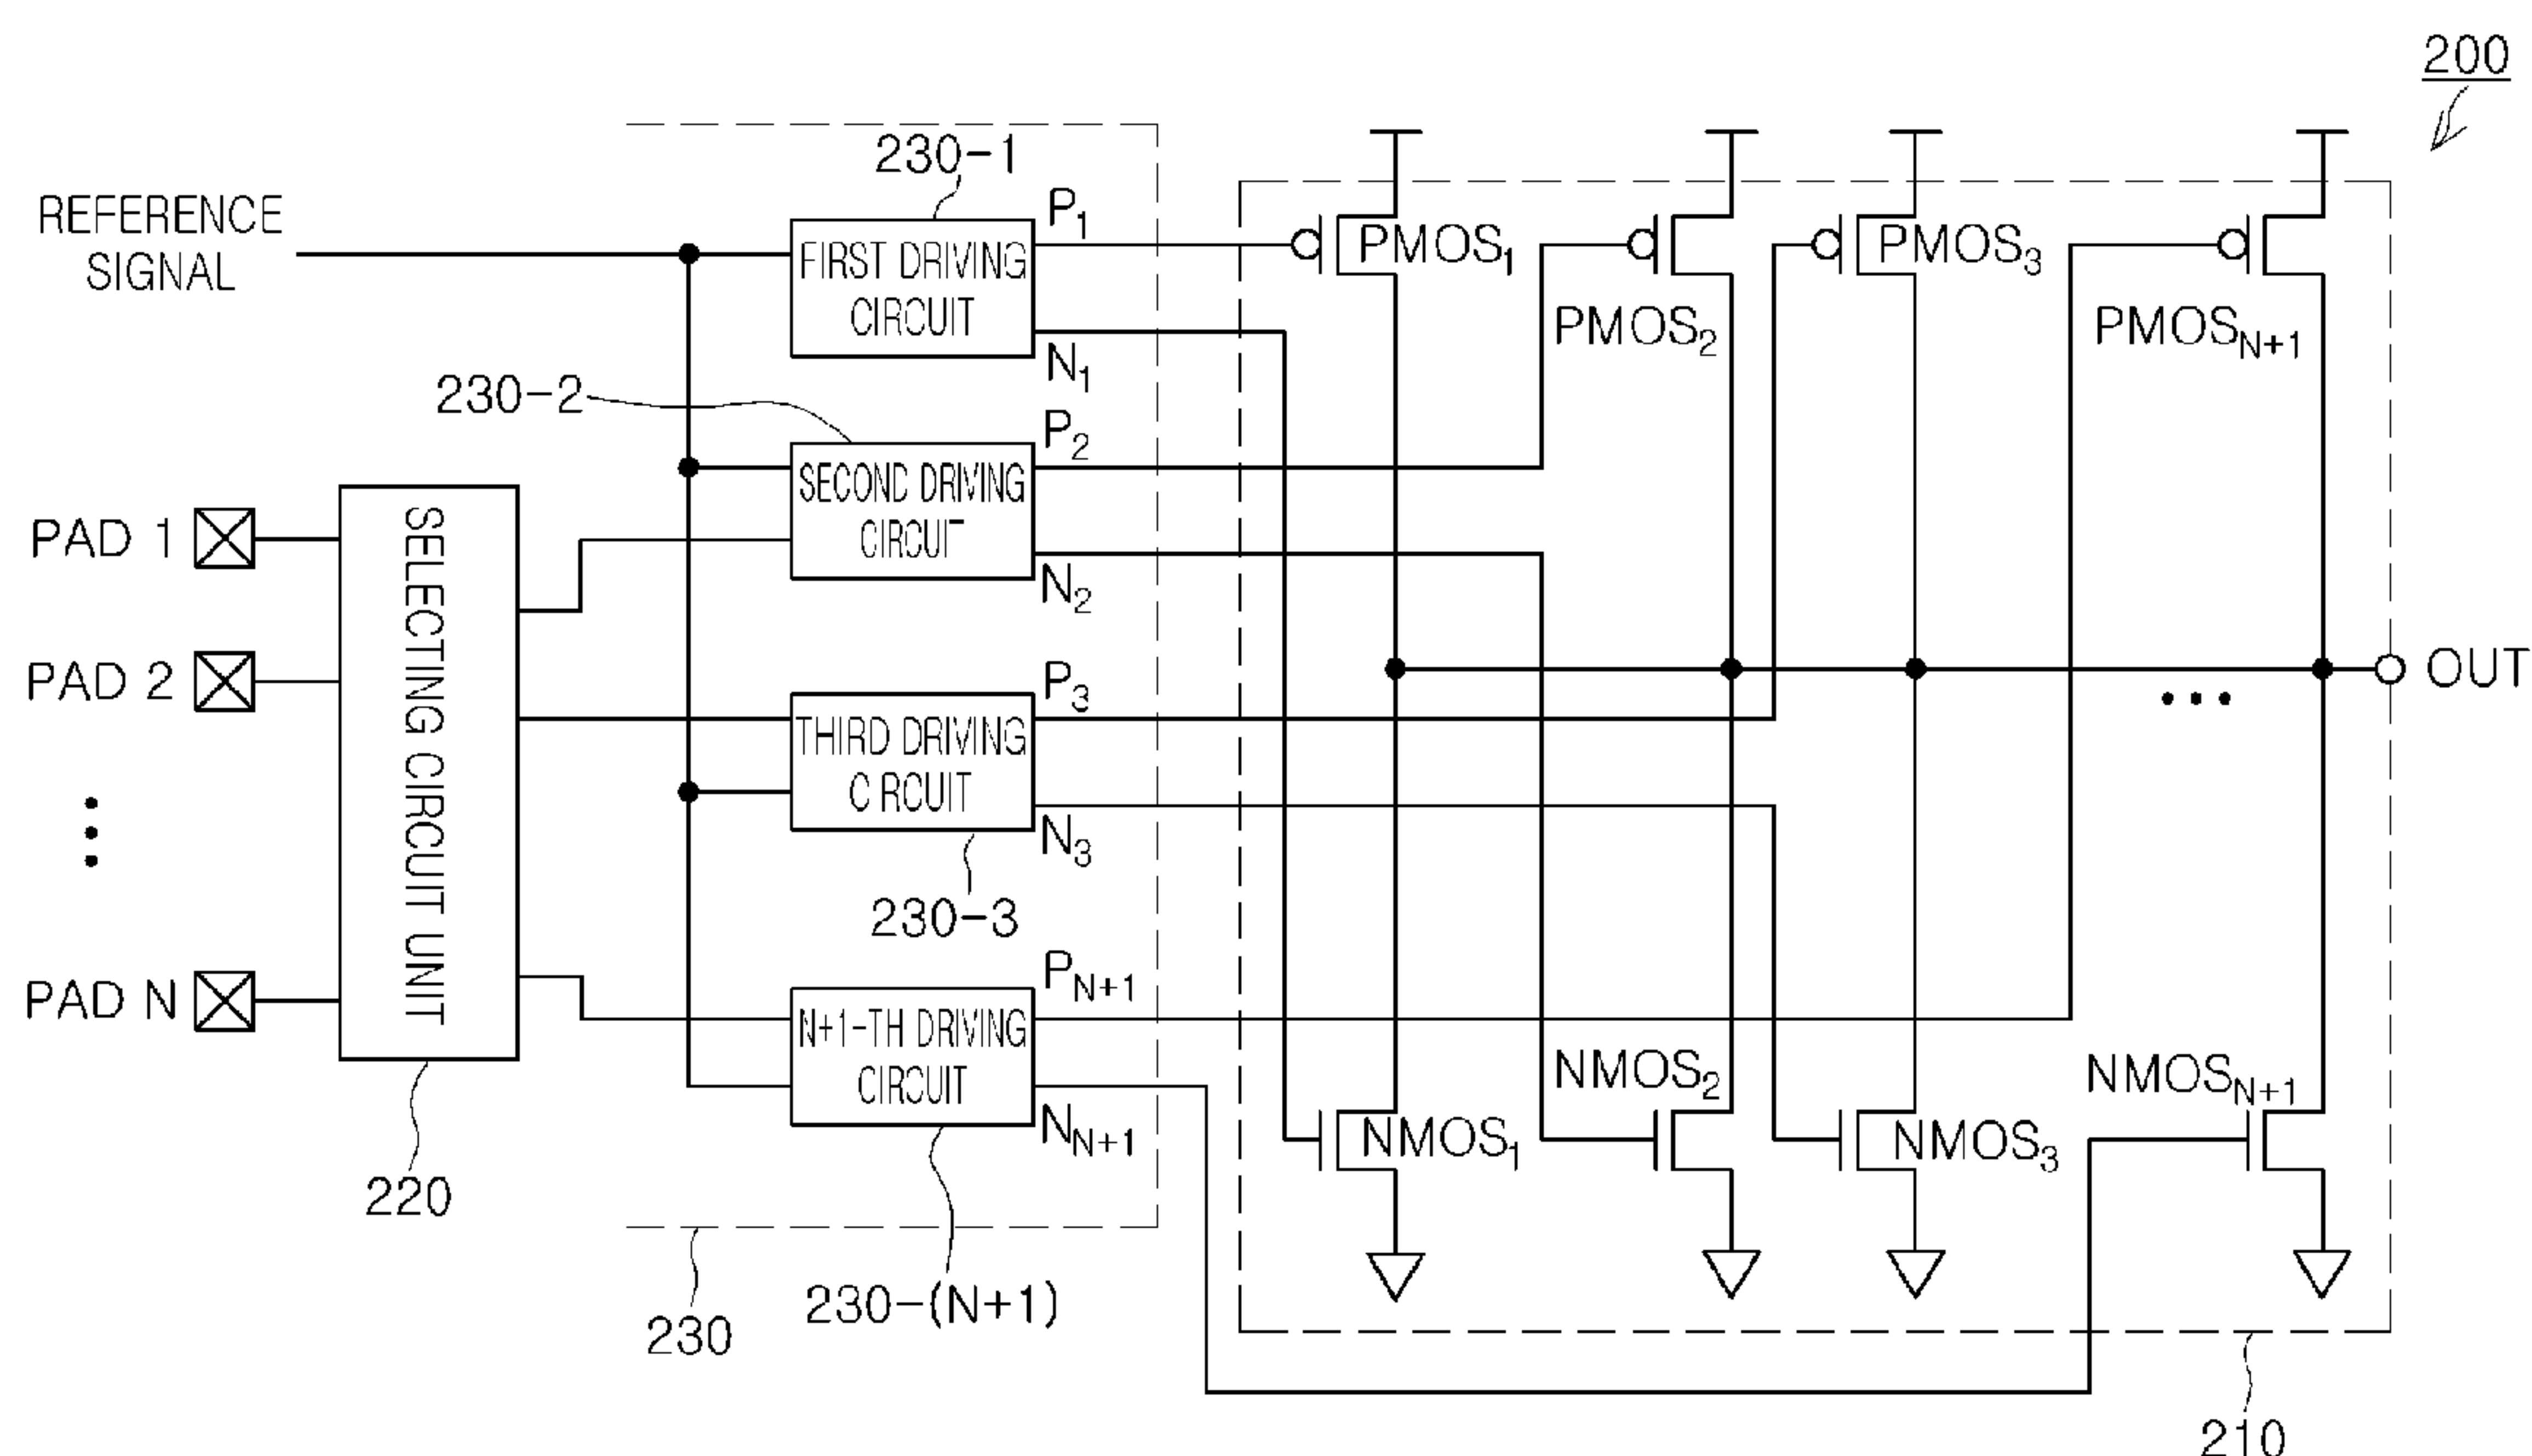 200
230-1
REFERENCE
SIGNAL
P1
FIRST DRIVING
CIRCUIT
PMOS1
PMOS3
N1
PMOS2
PMOSN+1
230-2
P2
SECOND DRIVING
CIRCUIT
N2
PAD 1
PAD 2
PAD N
SELECTING CIRCUIT UNIT
P3
THIRD DRIVING
C RCUIT
N3
230-3
OUT
...
PN+1
N+1-TH DRIVING
CIRCUIT
NN+1
NMOS2
NMOSN+1
NMOS1
NMOS3
220
230
230-(N+1)
210